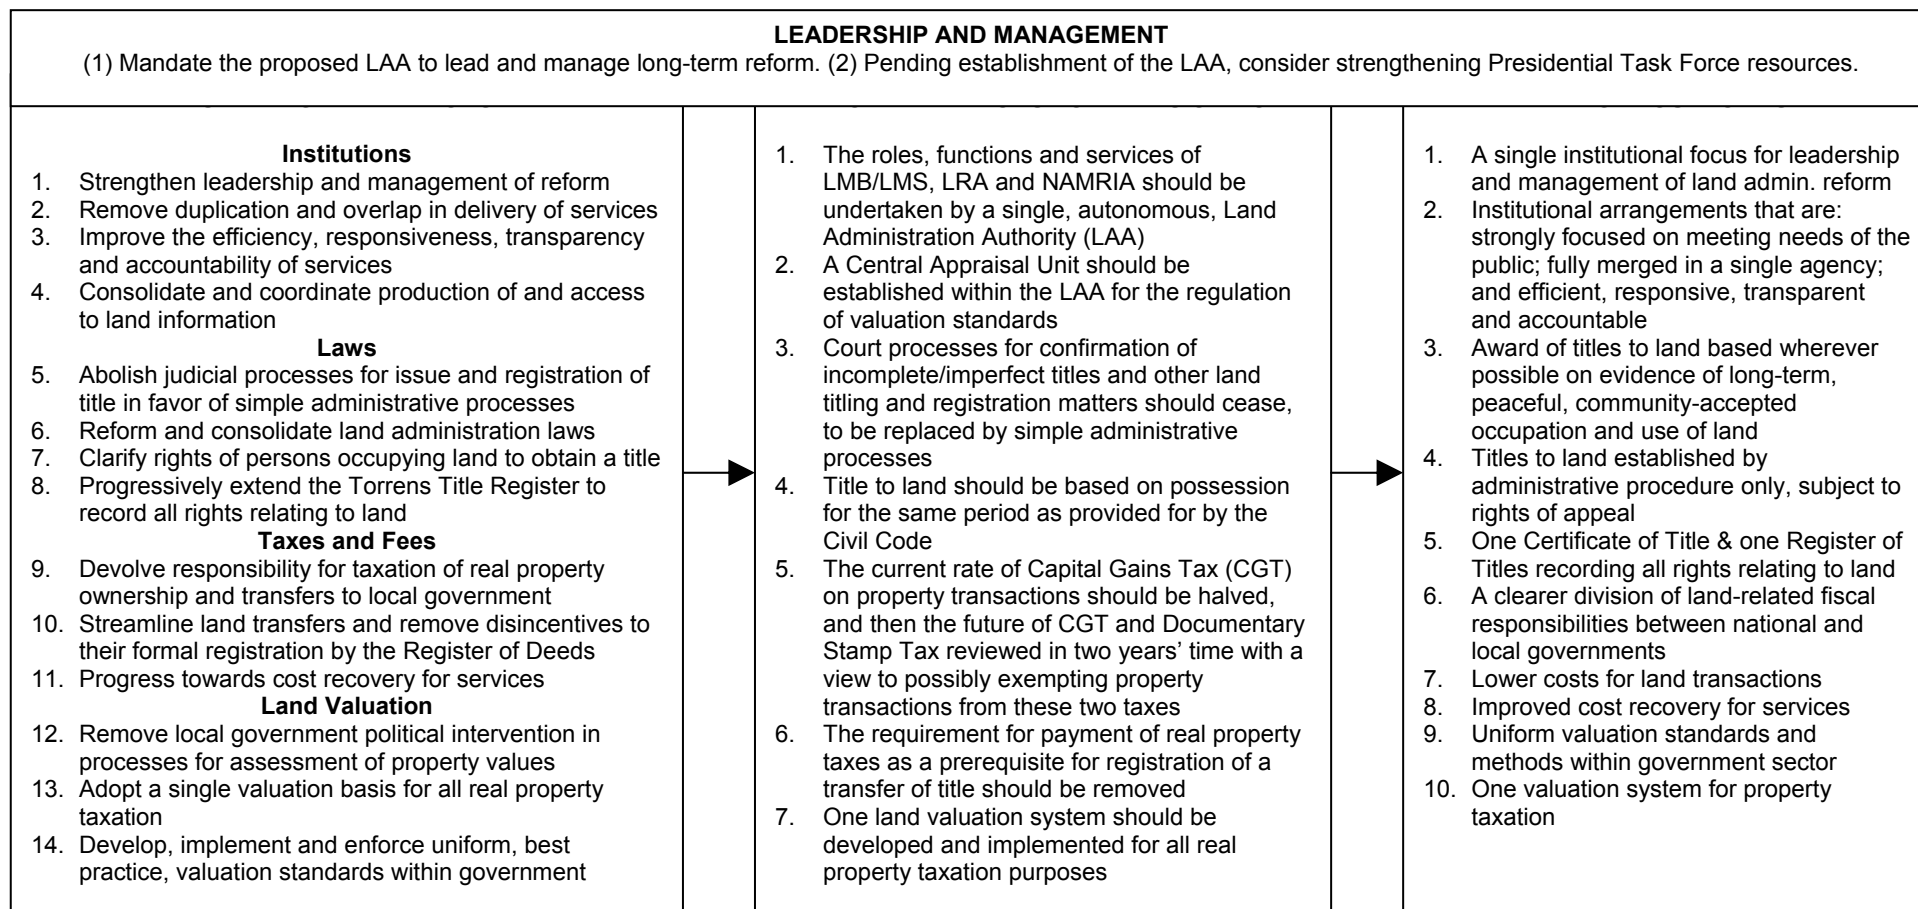 LEADERSHIP AND MANAGEMENT
(1) Mandate the proposed LAA to lead and manage long-term reform. (2) Pending establishment of the LAA, consider strengthening Presidential Task Force resources.
Institutions
1. Strengthen leadership and management of reform
2. Remove duplication and overlap in delivery of services
3. Improve the efficiency, responsiveness, transparency
and accountability of services
4. Consolidate and coordinate production of and access
to land information
Laws
5. Abolish judicial processes for issue and registration of
title in favor of simple administrative processes
6. Reform and consolidate land administration laws
7. Clarify rights of persons occupying land to obtain a title
8. Progressively extend the Torrens Title Register to
record all rights relating to land
Taxes and Fees
9. Devolve responsibility for taxation of real property
ownership and transfers to local government
10. Streamline land transfers and remove disincentives to
their formal registration by the Register of Deeds
11. Progress towards cost recovery for services
Land Valuation
12. Remove local government political intervention in
processes for assessment of property values
13. Adopt a single valuation basis for all real property
taxation
14. Develop, implement and enforce uniform, best
practice, valuation standards within government
1. The roles, functions and services of
LMB/LMS, LRA and NAMRIA should be
undertaken by a single, autonomous, Land
Administration Authority (LAA)
2. A Central Appraisal Unit should be
established within the LAA for the regulation
of valuation standards
3. Court processes for confirmation of
incomplete/imperfect titles and other land
titling and registration matters should cease,
to be replaced by simple administrative
processes
4. Title to land should be based on possession
for the same period as provided for by the
Civil Code
5. The current rate of Capital Gains Tax (CGT)
on property transactions should be halved,
and then the future of CGT and Documentary
Stamp Tax reviewed in two years’ time with a
view to possibly exempting property
transactions from these two taxes
6. The requirement for payment of real property
taxes as a prerequisite for registration of a
transfer of title should be removed
7. One land valuation system should be
developed and implemented for all real
property taxation purposes
1. A single institutional focus for leadership
and management of land admin. reform
2. Institutional arrangements that are:
strongly focused on meeting needs of the
public; fully merged in a single agency;
and efficient, responsive, transparent
and accountable
3. Award of titles to land based wherever
possible on evidence of long-term,
peaceful, community-accepted
occupation and use of land
4. Titles to land established by
administrative procedure only, subject to
rights of appeal
5. One Certificate of Title & one Register of
Titles recording all rights relating to land
6. A clearer division of land-related fiscal
responsibilities between national and
local governments
7. Lower costs for land transactions
8. Improved cost recovery for services
9. Uniform valuation standards and
methods within government sector
10. One valuation system for property
taxation